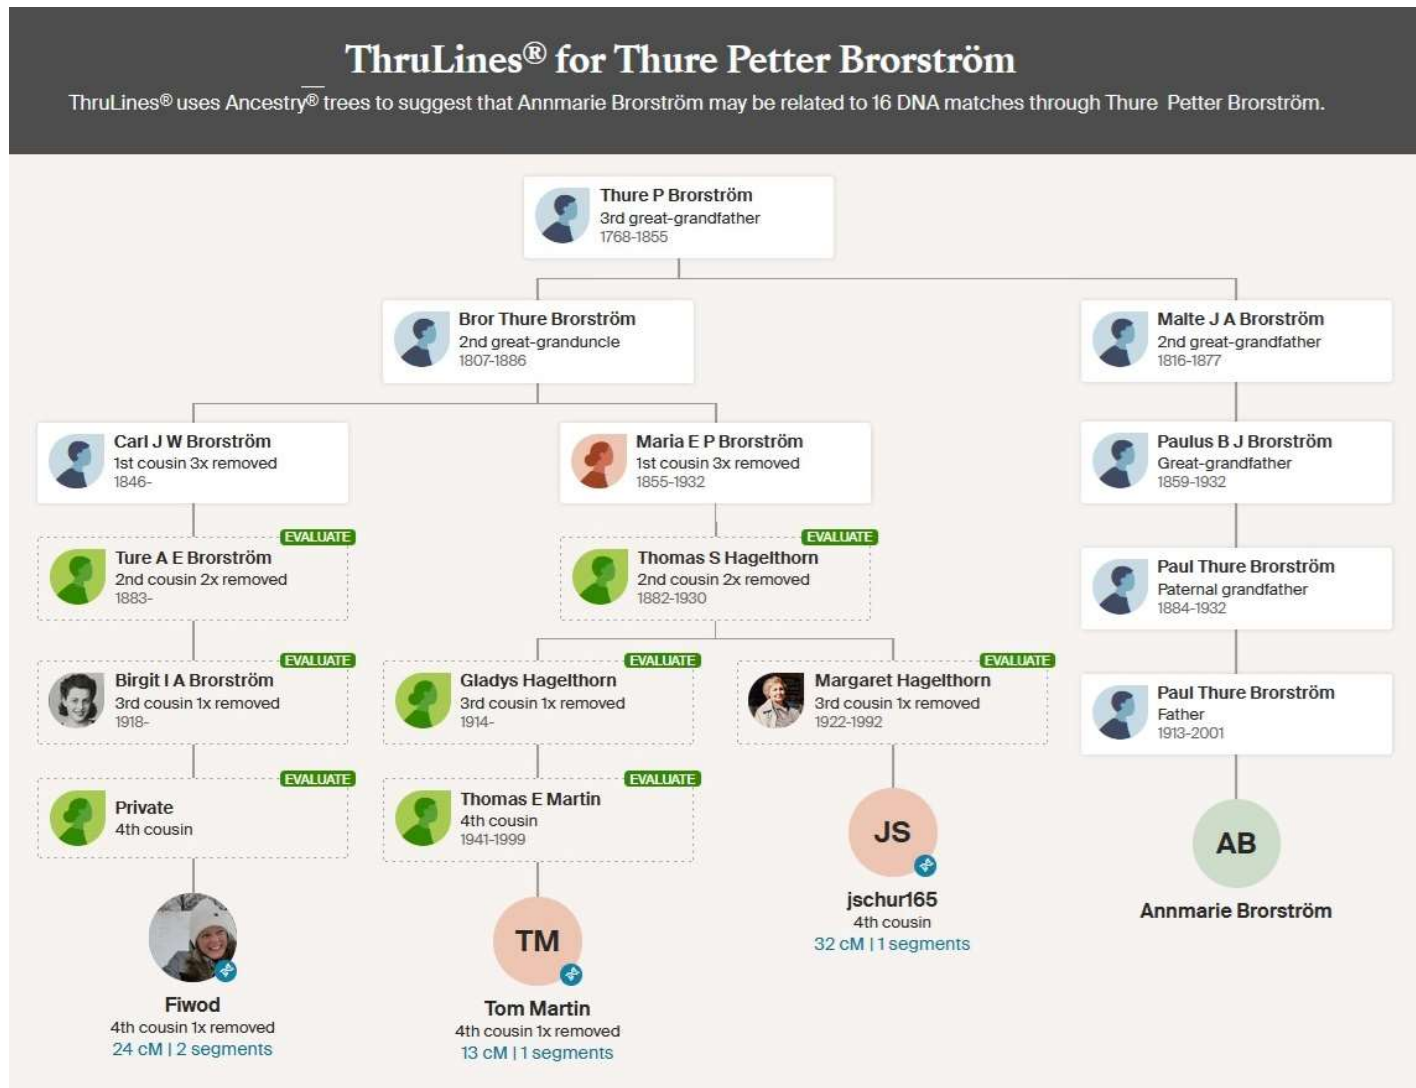 ThruLines® for Thure Petter Brorström
ThruLines® uses Ancestry® trees to suggest that Annmarie Brorström may be related to 16 DNA matches through Thure Petter Brorström.
Thure P Brorström
3rd great-grandfather
1768-1855
Bror Thure Brorström
2nd great-granduncle
1807-1886
Malte J A Brorström
2nd great-grandfather
1816-1877
Carl J W Brorström
1st cousin 3x removed
1846-
Maria E P Brorström
1st cousin 3x removed
1855-1932
Paulus B J Brorström
Great-grandfather
1859-1932
EVALUATE
Ture A E Brorström
2nd cousin 2x removed
1883-
EVALUATE
Thomas S Hagelthorn
2nd cousin 2x removed
1882-1930
Paul Thure Brorström
Paternal grandfather
1884-1932
EVALUATE
Birgit I A Brorström
3rd cousin 1x removed
1918-
EVALUATE
Gladys Hagelthorn
3rd cousin 1x removed
1914-
EVALUATE
Margaret Hagelthorn
3rd cousin 1x removed
1922-1992
Paul Thure Brorström
Father
1913-2001
EVALUATE
Private
4th cousin
EVALUATE
Thomas E Martin
4th cousin
1941-1999
JS
jschur165
4th cousin
32 cM | 1 segments
AB
Annmarie Brorström
Fiwod
4th cousin 1x removed
24 cM | 2 segments
TM
Tom Martin
4th cousin 1x removed
13 cM | 1 segments